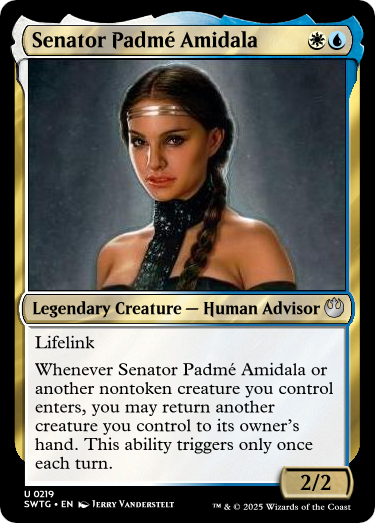 Senator Padmé Amidala
Legendary Creature — Human Advisor
Lifelink
Whenever Senator Padmé Amidala or
another nontoken creature you control
enters, you may return another
creature you control to its owner's
hand. This ability triggers only once
each turn.
2/2
U 0219
SWTG • EN Jerry Vanderstelt
™ & © 2025 Wizards of the Coast